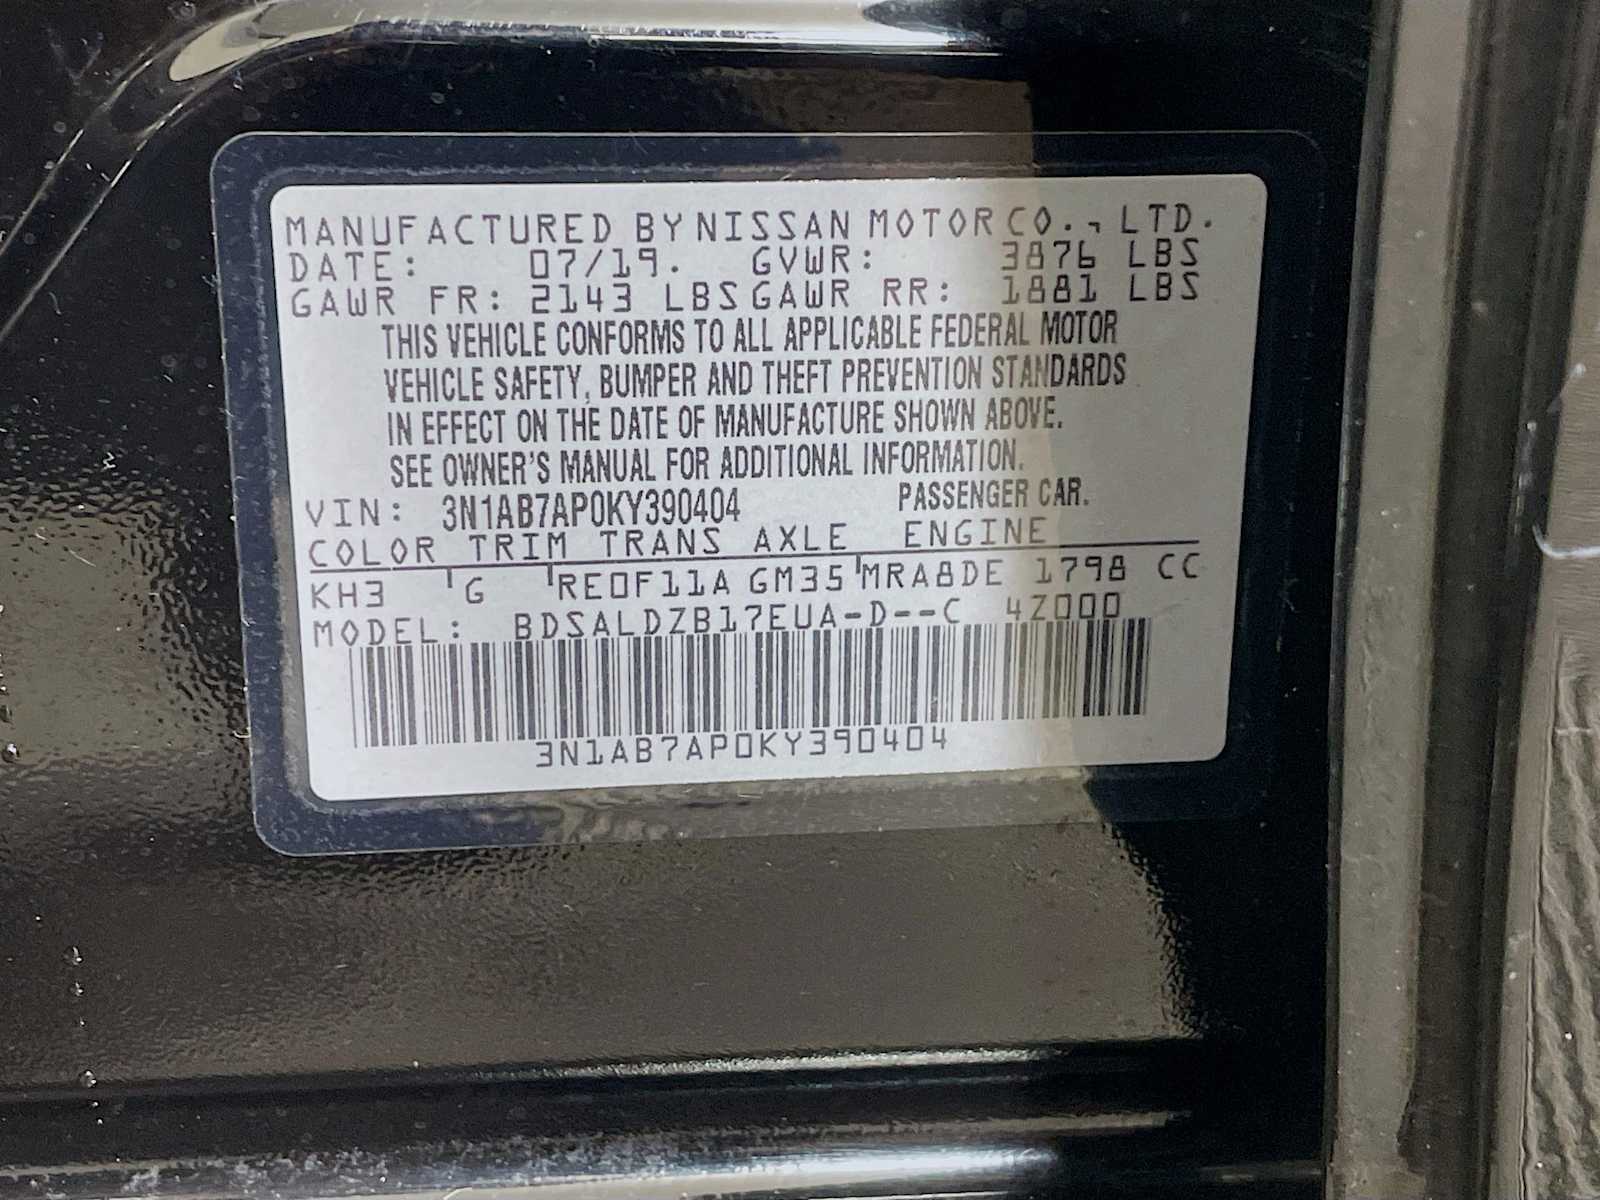 MANUFACTURED BY NISSAN MOTOR CO., LTD.
DATE: 07/19. GVWR: 3876 LBS
GAWR FR: 2143 LBS GAWR RR: 1881 LBS
THIS VEHICLE CONFORMS TO ALL APPLICABLE FEDERAL MOTOR
VEHICLE SAFETY, BUMPER AND THEFT PREVENTION STANDARDS
IN EFFECT ON THE DATE OF MANUFACTURE SHOWN ABOVE.
SEE OWNER'S MANUAL FOR ADDITIONAL INFORMATION.
VIN: 3N1AB7AP0KY390404 PASSENGER CAR.
COLOR TRIM TRANS AXLE ENGINE
KH3 G RE0F11A GM35 MRA8DE 1798 CC
MODEL: BDSALDZB17EUA-D--C 4Z000
3N1AB7AP0KY390404